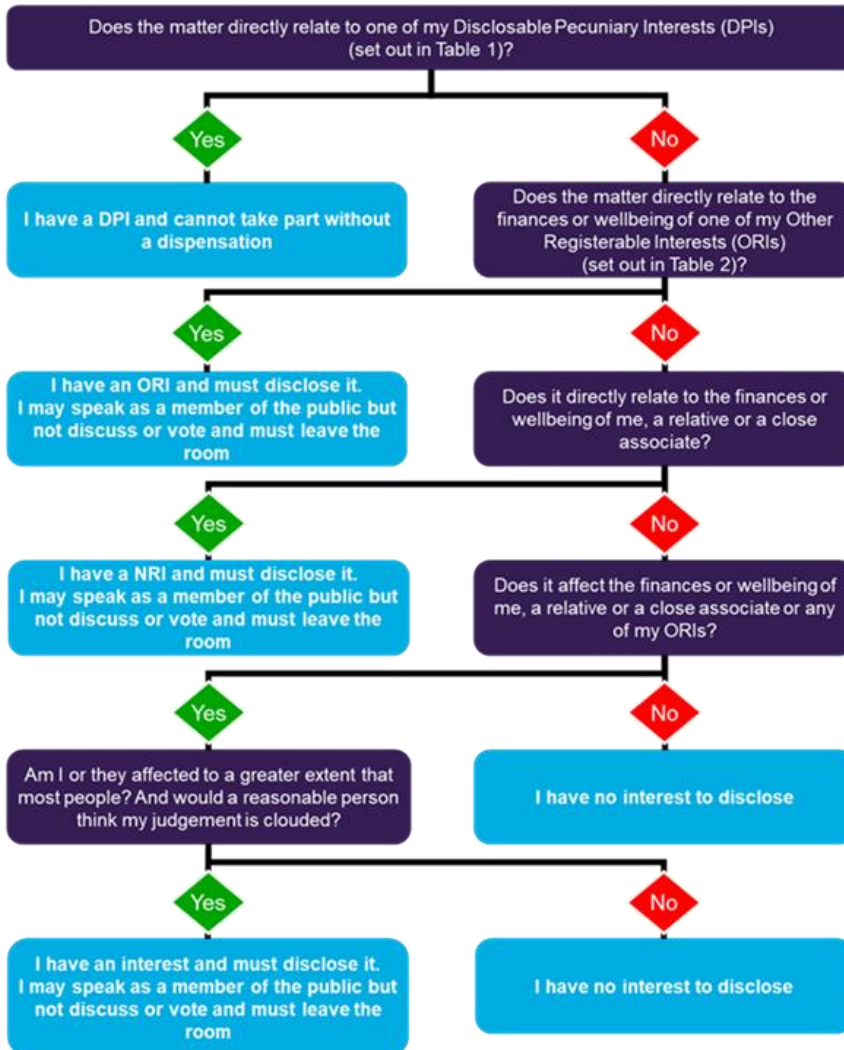 Does the matter directly relate to one of my Disclosable Pecuniary Interests (DPIs)
(set out in Table 1)?
Yes
No
I have a DPI and cannot take part without
a dispensation
Does the matter directly relate to the
finances or wellbeing of one of my Other
Registerable Interests (ORIs)
(set out in Table 2)?
Yes
No
I have an ORI and must disclose it.
I may speak as a member of the public but
not discuss or vote and must leave the
room
Does it directly relate to the finances or
wellbeing of me, a relative or a close
associate?
Yes
No
I have a NRI and must disclose it.
I may speak as a member of the public but
not discuss or vote and must leave the
room
Does it affect the finances or wellbeing of
me, a relative or a close associate or any
of my ORIs?
Yes
No
Am I or they affected to a greater extent that
most people? And would a reasonable person
think my judgement is clouded?
I have no interest to disclose
Yes
No
I have an interest and must disclose it.
I may speak as a member of the public but
not discuss or vote and must leave the
room
I have no interest to disclose